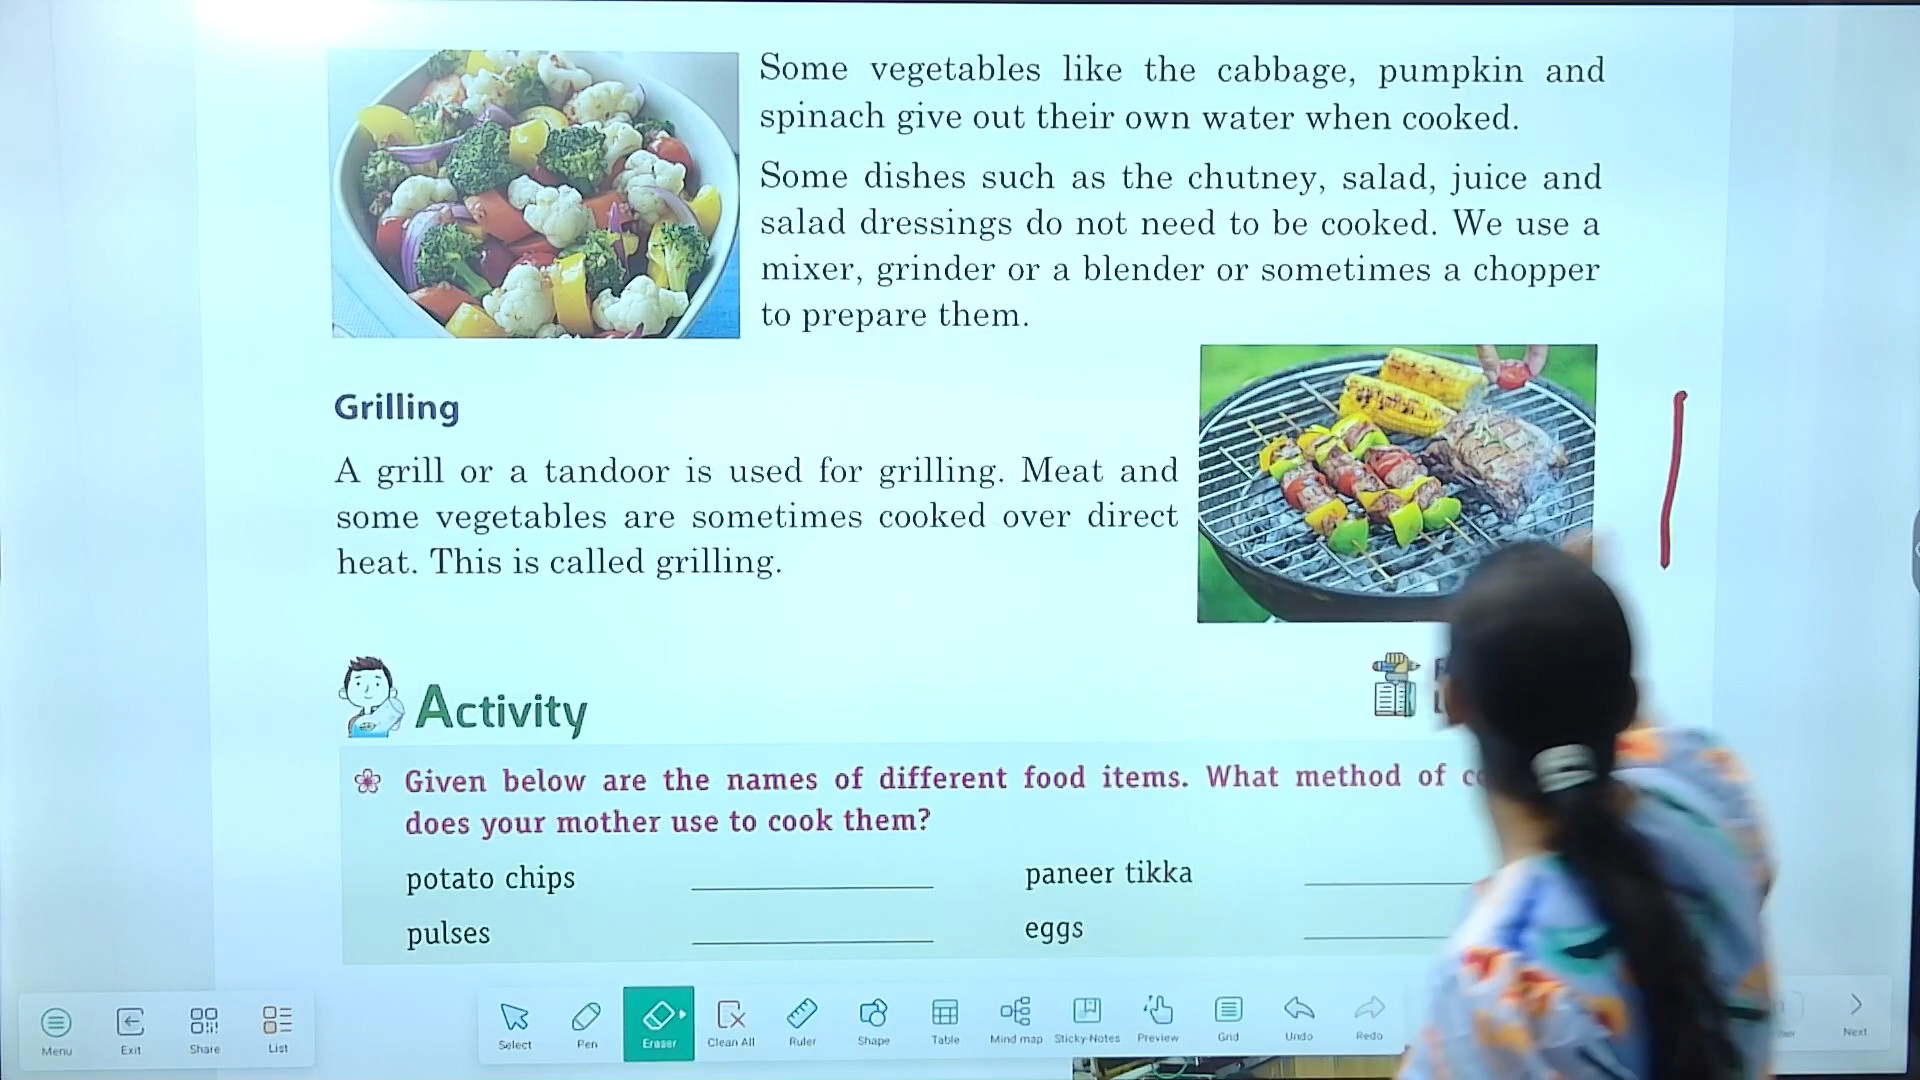 Some vegetables like the cabbage, pumpkin and
spinach give out their own water when cooked.
Some dishes such as the chutney, salad, juice and
salad dressings do not need to be cooked. We use a
mixer, grinder or a blender or sometimes a chopper
to prepare them.
Grilling
A grill or a tandoor is used for grilling. Meat and
some vegetables are sometimes cooked over direct
heat. This is called grilling.
Activity
Given below are the names of different food items. What method of
does your mother use to cook them?
potato chips
paneer tikka
pulses
eggs
Menu
Exit
Share
List
Select
Pen
Eraser
Clean All
Ruler
Shape
Table
Mind map
Sticky-Notes
Preview
Grid
Undo
Redo
Next